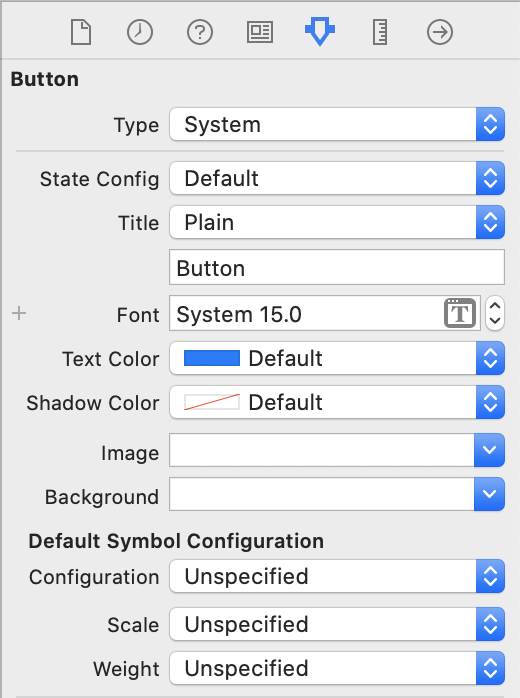 Button
Type System
State Config Default
Title Plain
Button
Font System 15.0 T
Text Color Default
Shadow Color Default
Image
Background
Default Symbol Configuration
Configuration Unspecified
Scale Unspecified
Weight Unspecified